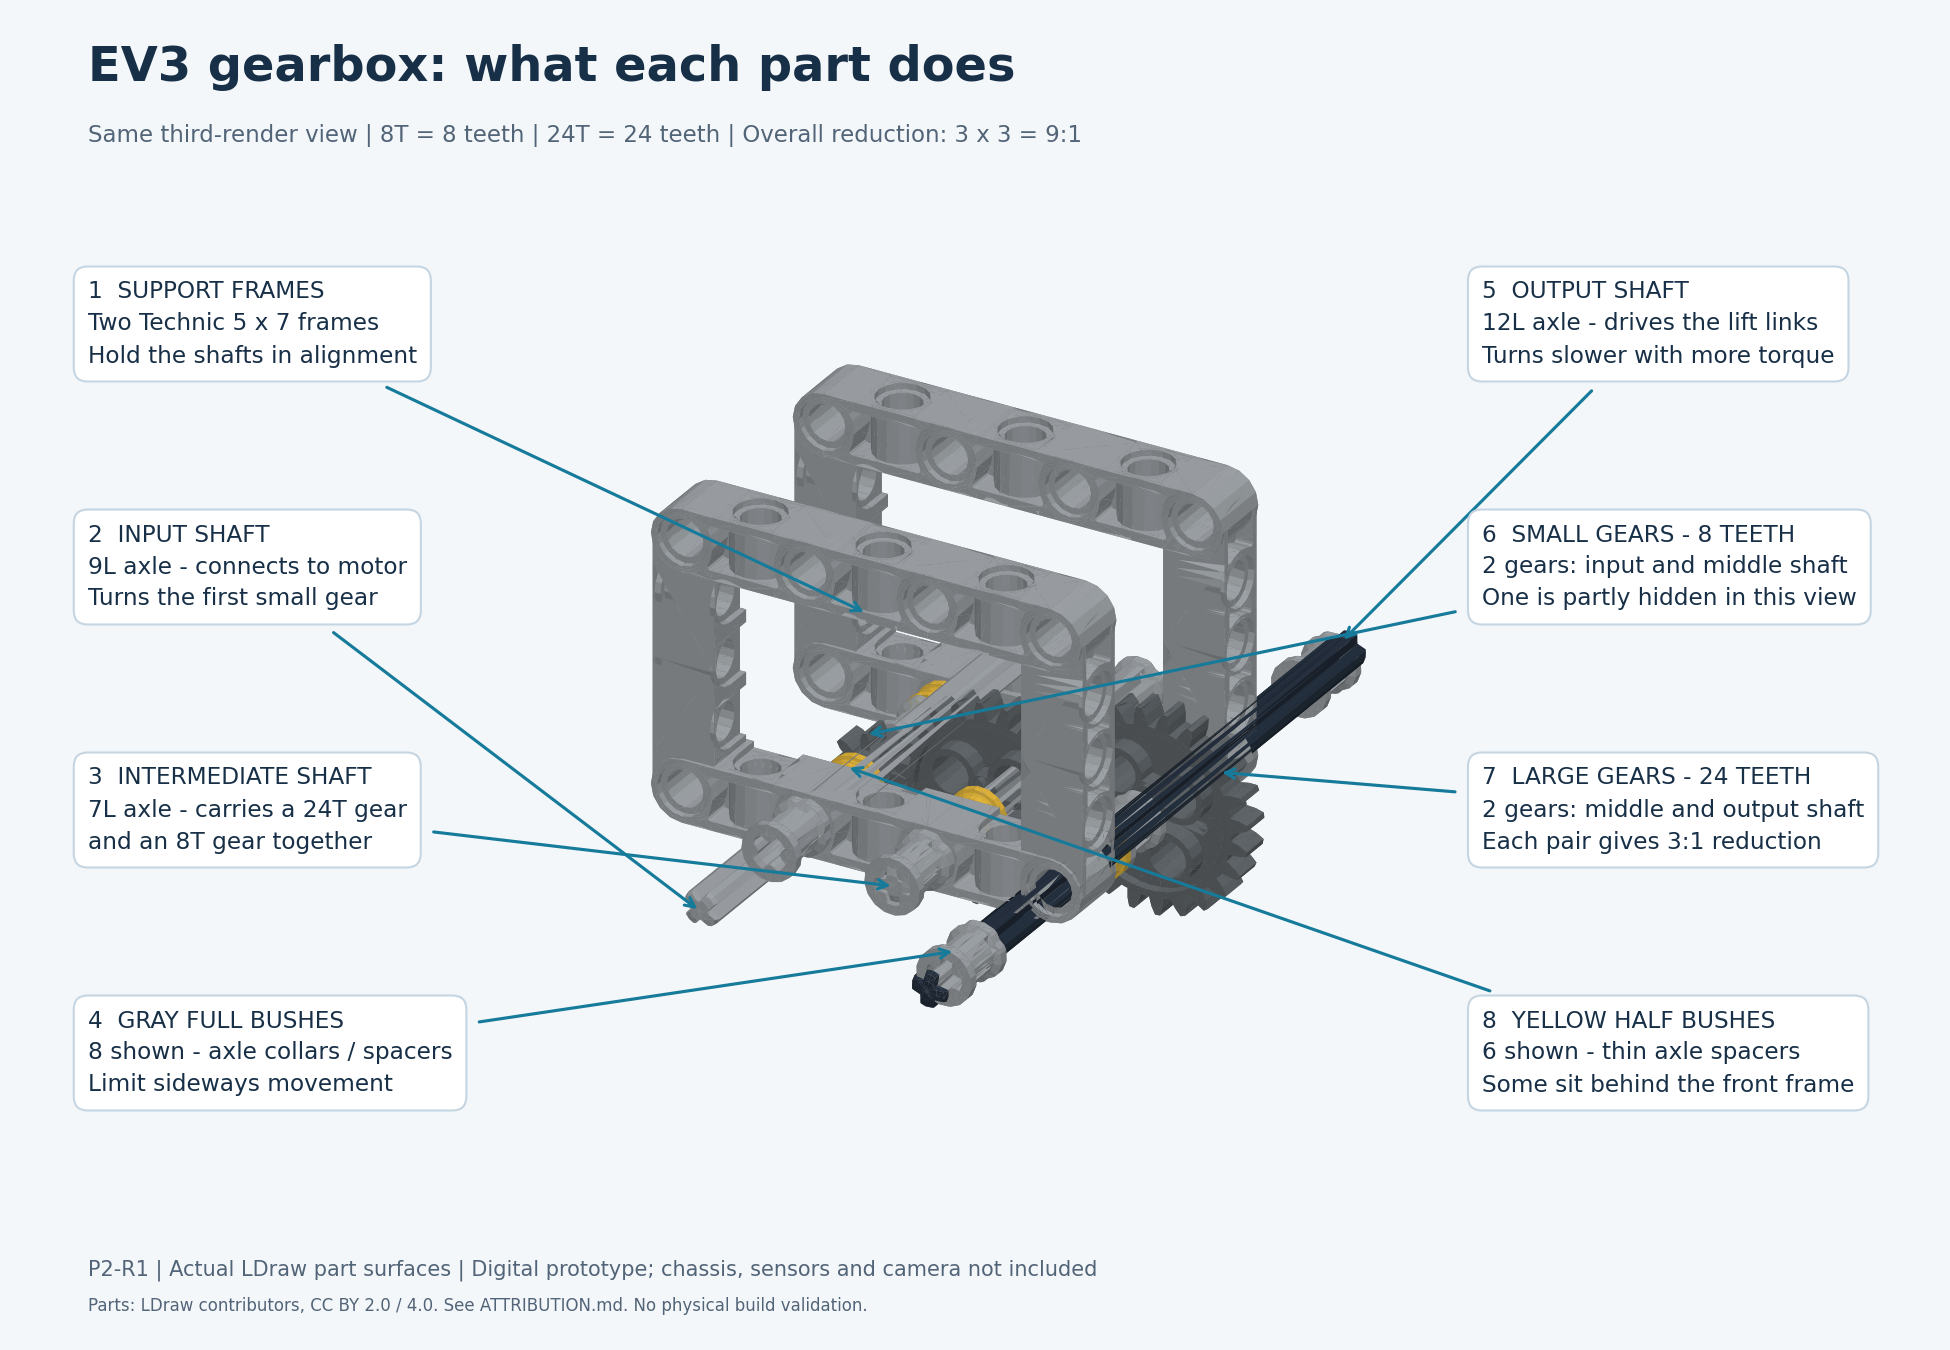 EV3 gearbox: what each part does
Same third-render view | 8T = 8 teeth | 24T = 24 teeth | Overall reduction: 3 x 3 = 9:1
1  SUPPORT FRAMES
Two Technic 5 x 7 frames
Hold the shafts in alignment
2  INPUT SHAFT
9L axle - connects to motor
Turns the first small gear
3  INTERMEDIATE SHAFT
7L axle - carries a 24T gear
and an 8T gear together
4  GRAY FULL BUSHES
8 shown - axle collars / spacers
Limit sideways movement
5  OUTPUT SHAFT
12L axle - drives the lift links
Turns slower with more torque
6  SMALL GEARS - 8 TEETH
2 gears: input and middle shaft
One is partly hidden in this view
7  LARGE GEARS - 24 TEETH
2 gears: middle and output shaft
Each pair gives 3:1 reduction
8  YELLOW HALF BUSHES
6 shown - thin axle spacers
Some sit behind the front frame
P2-R1 | Actual LDraw part surfaces | Digital prototype; chassis, sensors and camera not included
Parts: LDraw contributors, CC BY 2.0 / 4.0. See ATTRIBUTION.md. No physical build validation.